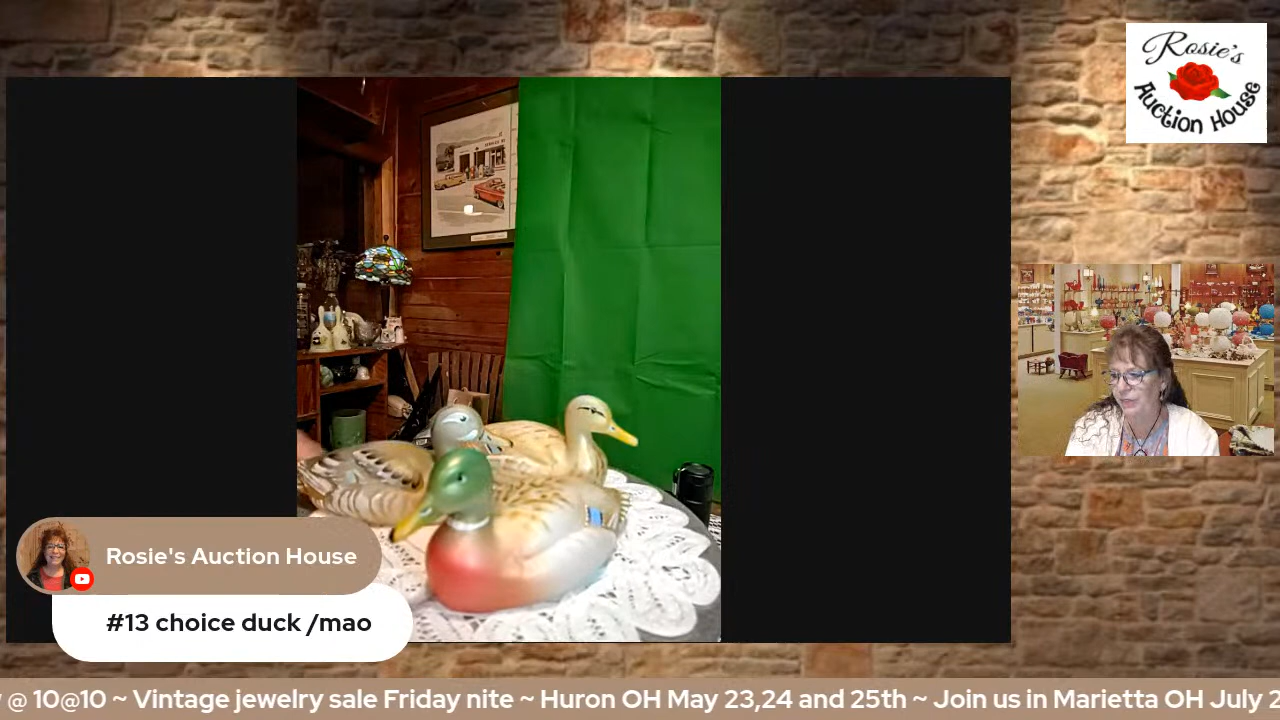 Rosie's
Auction House
Rosie's Auction House
#13 choice duck /mao
@ 10@10 ~ Vintage jewelry sale Friday nite ~ Huron OH May 23,24 and 25th ~ Join us in Marietta OH July 2